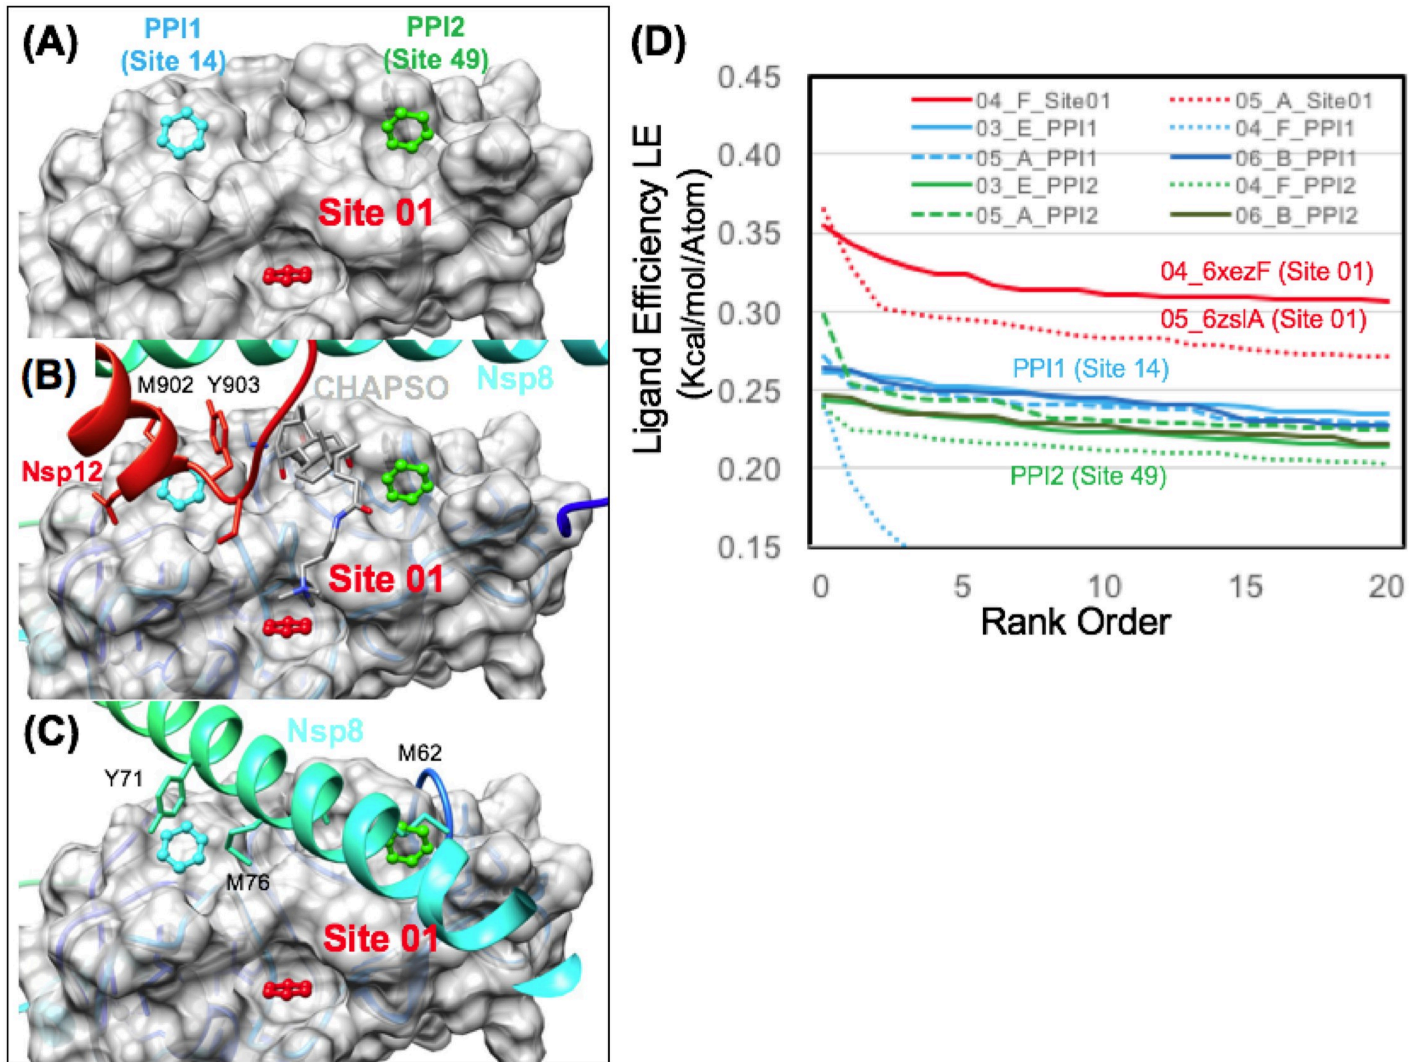 (A)
PPI1
(Site 14)
PPI2
(Site 49)
Site 01
(B)
M902
Y903
CHAPSO
Nsp8
Nsp12
Site 01
(C)
Nsp8
M62
Y71
M76
Site 01
(D)
Ligand Efficiency LE
(Kcal/mol/Atom)
0.45
0.40
0.35
0.30
0.25
0.20
0.15
04_F_Site01
05_A_Site01
03_E_PPI1
04_F_PPI1
05_A_PPI1
06_B_PPI1
03_E_PPI2
04_F_PPI2
05_A_PPI2
06_B_PPI2
04_6xezF (Site 01)
05_6zslA (Site 01)
PPI1 (Site 14)
PPI2 (Site 49)
0
5
10
15
20
Rank Order